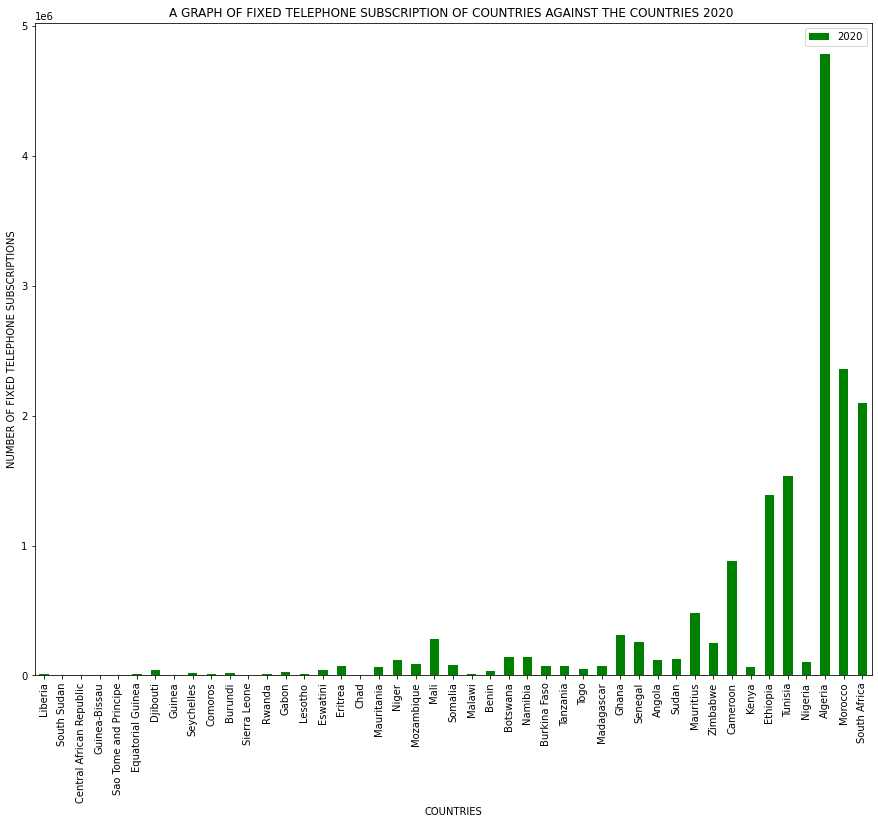 A GRAPH OF FIXED TELEPHONE SUBSCRIPTION OF COUNTRIES AGAINST THE COUNTRIES 2020
1e6
2020
5
4
3
2
1
0
NUMBER OF FIXED TELEPHONE SUBSCRIPTIONS
Liberia
South Sudan
Central African Republic
Guinea-Bissau
Sao Tome and Principe
Equatorial Guinea
Djibouti
Guinea
Seychelles
Comoros
Burundi
Sierra Leone
Rwanda
Gabon
Lesotho
Eswatini
Eritrea
Chad
Mauritania
Niger
Mozambique
Mali
Somalia
Malawi
Benin
Botswana
Namibia
Burkina Faso
Tanzania
Togo
Madagascar
Ghana
Senegal
Angola
Sudan
Mauritius
Zimbabwe
Cameroon
Kenya
Ethiopia
Tunisia
Nigeria
Algeria
Morocco
South Africa
COUNTRIES